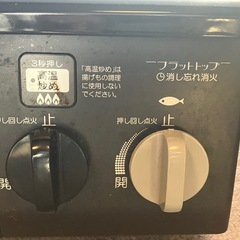 3秒押し
高温
炒め
「高温炒め」は
揚げもの調理
に使用しない
でください。
フラットトップ
消し忘れ消火
押し回し点火
止
開
押し回し点火
止
開